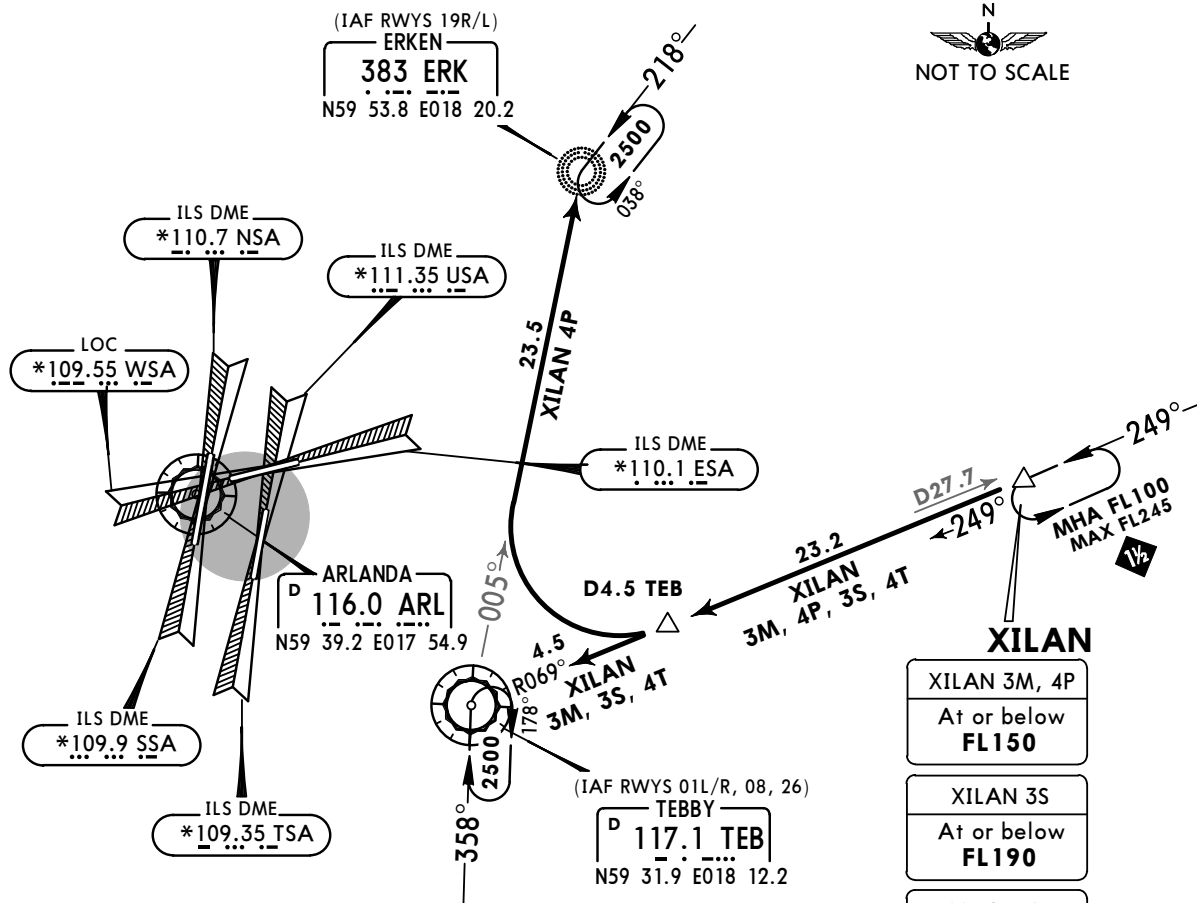 (IAF RWYS 19R/L)
ERKEN
383 ERK
N59 53.8 E018 20.2
218°
2500
038°
N
NOT TO SCALE
ILS DME
*110.7 NSA
ILS DME
*111.35 USA
LOC
*109.55 WSA
23.5
XILAN 4P
ILS DME
*110.1 ESA
249°
D27.7
249°
MHA FL100
MAX FL245
1½
23.2
XILAN
3M, 4P, 3S, 4T
D4.5 TEB
ARLANDA
D 116.0 ARL
N59 39.2 E017 54.9
005°
4.5
R069°
XILAN
3M, 3S, 4T
178°
2500
358°
XILAN
XILAN 3M, 4P
At or below
FL150
XILAN 3S
At or below
FL190
ILS DME
*109.9 SSA
ILS DME
*109.35 TSA
(IAF RWYS 01L/R, 08, 26)
TEBBY
D 117.1 TEB
N59 31.9 E018 12.2